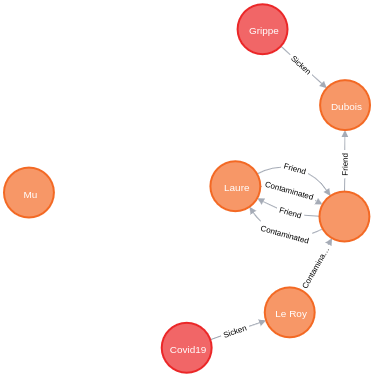 Grippe
Sicken
Dubois
Friend
Friend
Laure
Contaminated
Mu
Friend
Contaminated
Contamina...
Le Roy
Sicken
Covid19